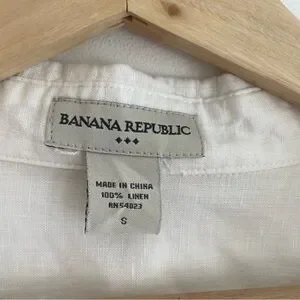 BANANA REPUBLIC
MADE IN CHINA
100% LINEN
RN54023
S